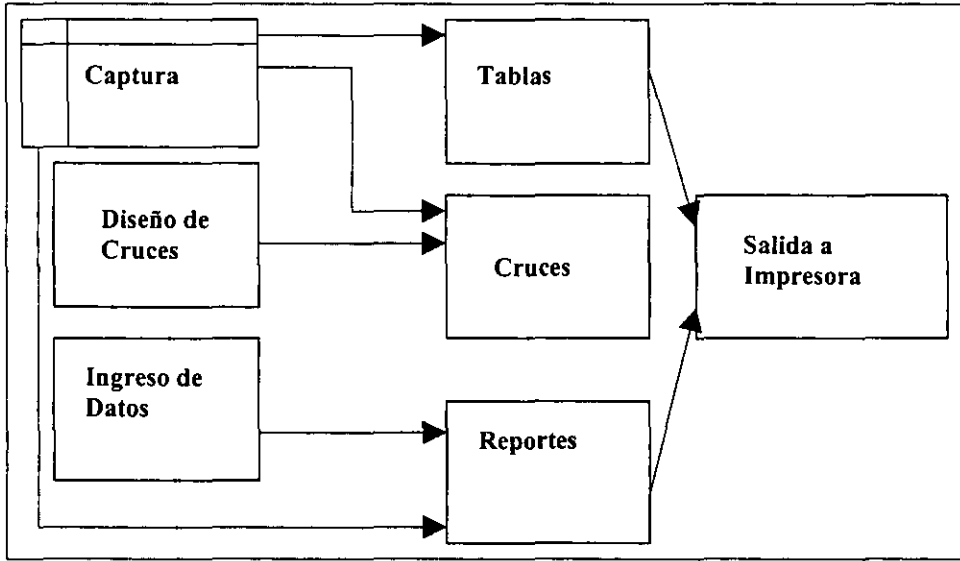 Captura
Tablas
Diseño de
Cruces
Cruces
Salida a
Impresora
Ingreso de
Datos
Reportes